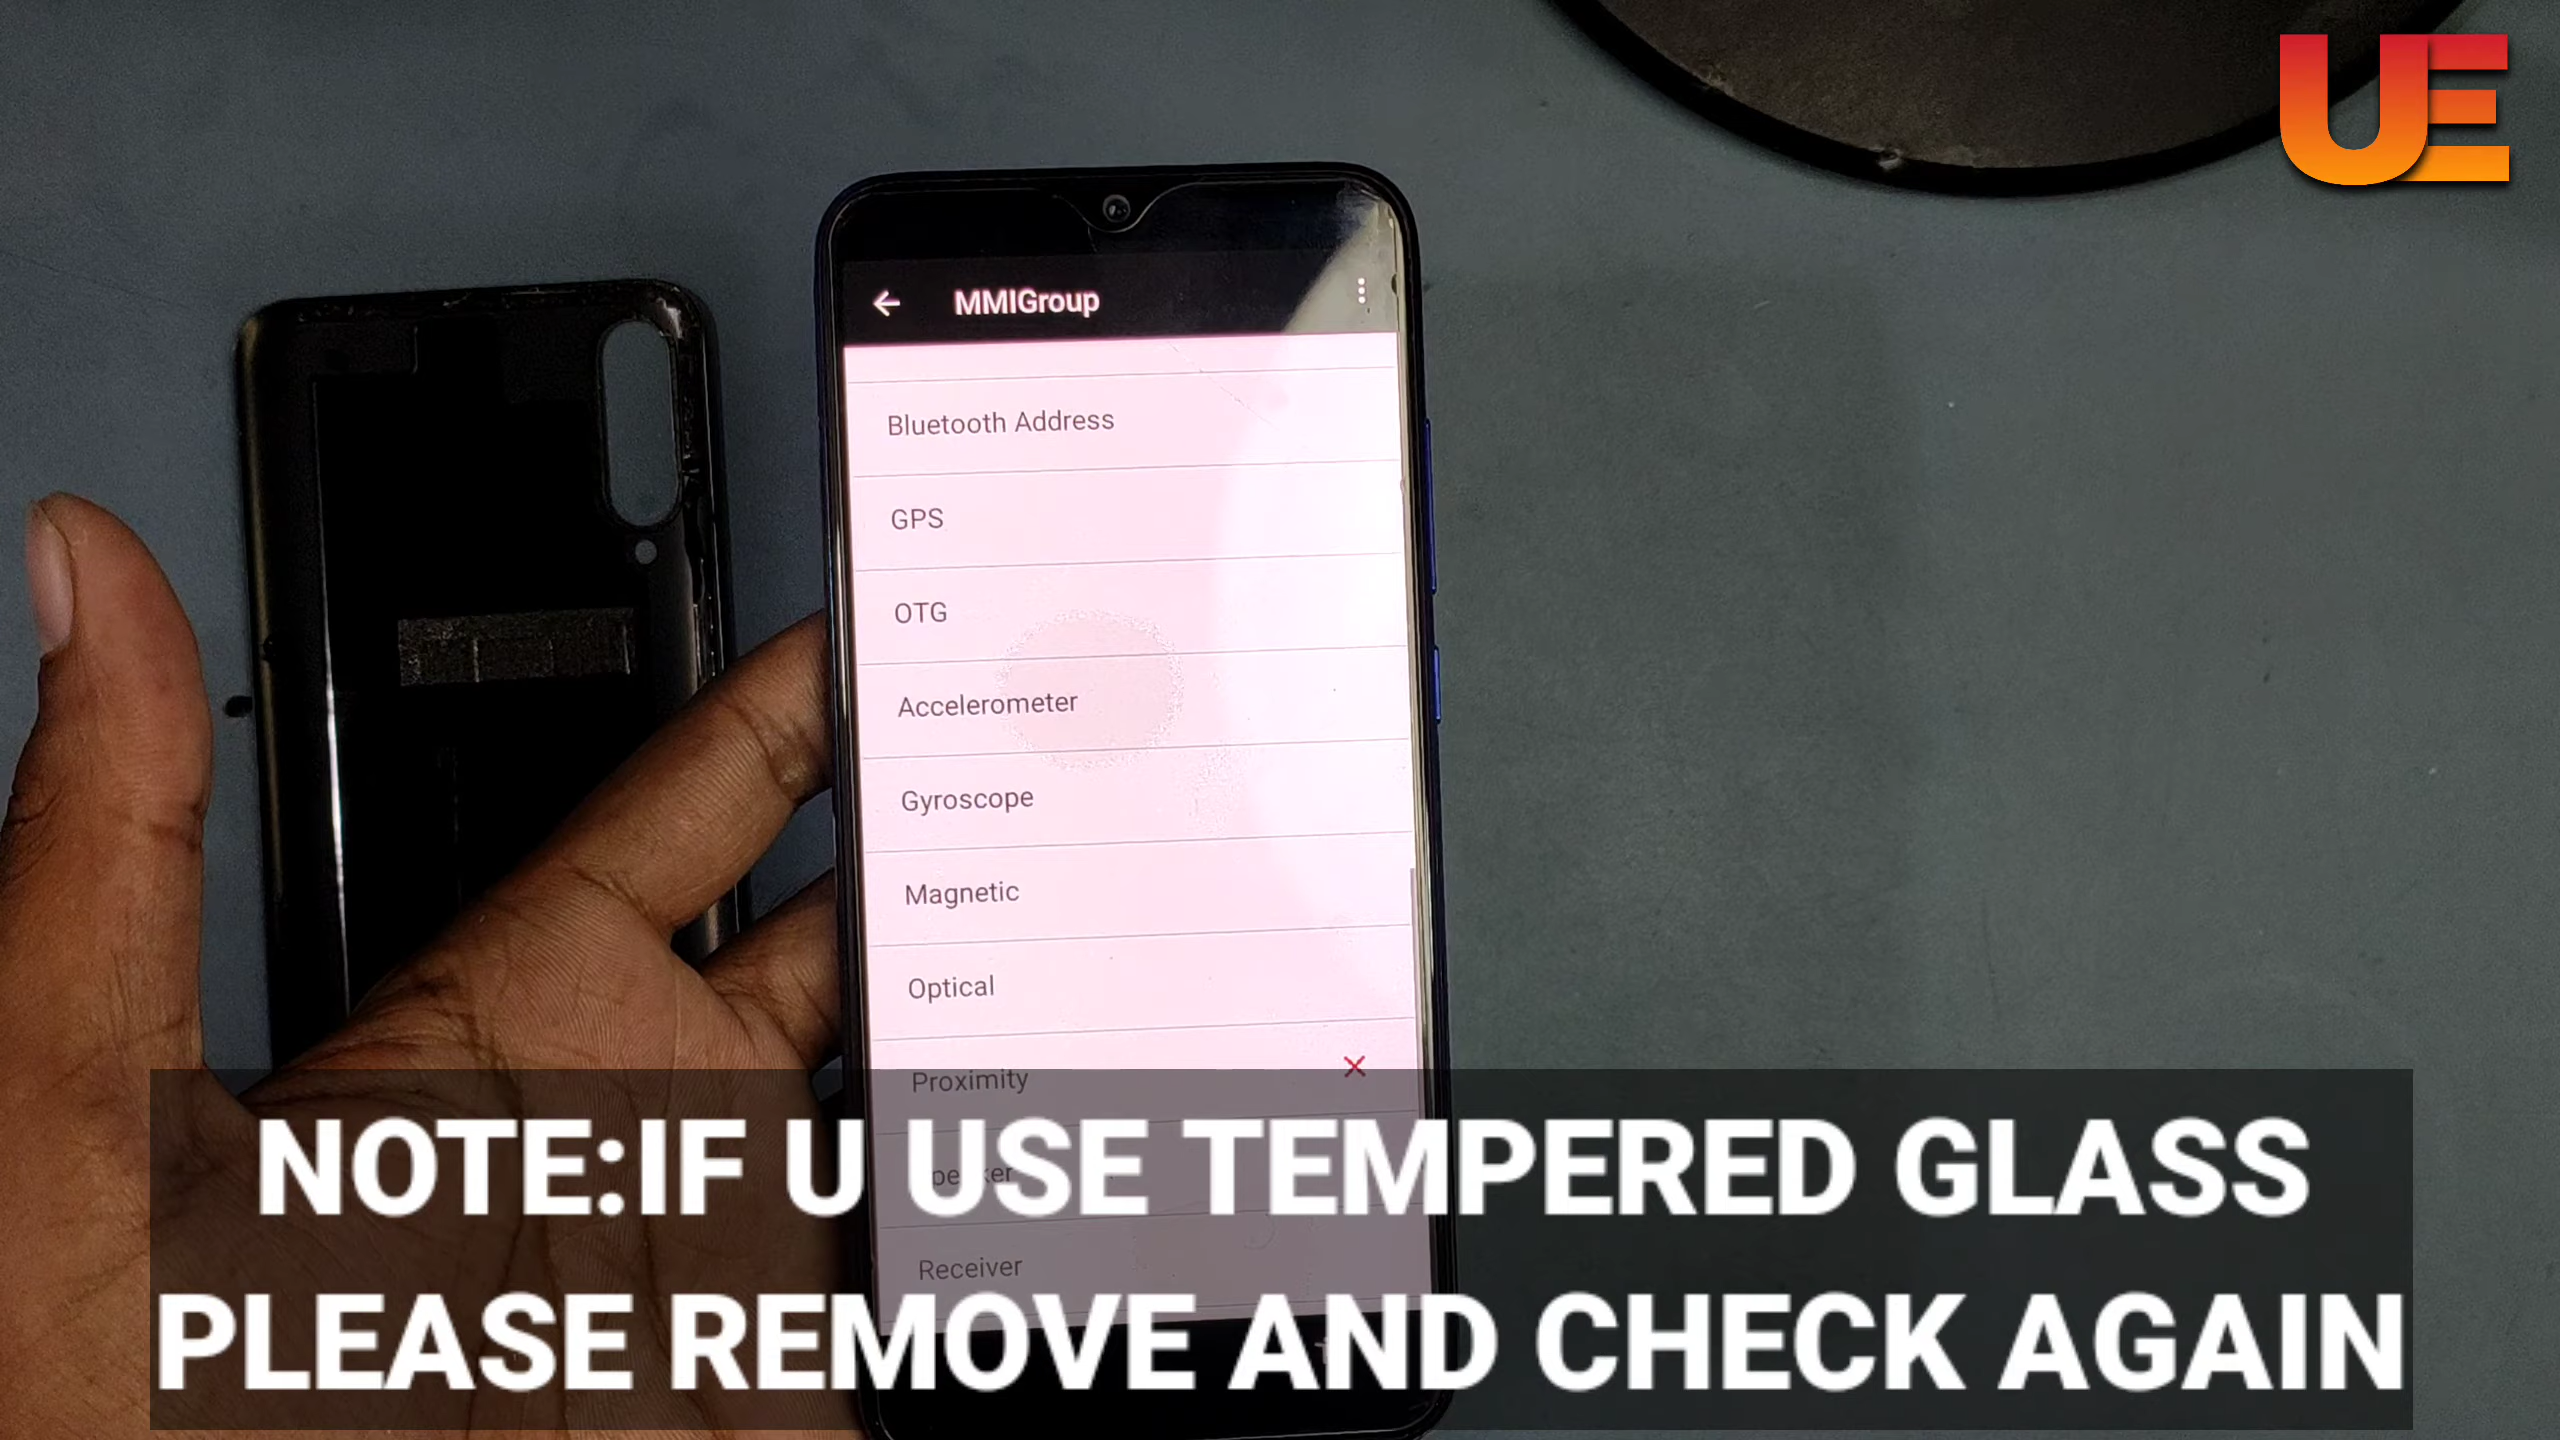 UE
MMIGroup
Bluetooth Address
GPS
OTG
Accelerometer
Gyroscope
Magnetic
Optical
Proximity
Speaker
Receiver
NOTE:IF U USE TEMPERED GLASS
PLEASE REMOVE AND CHECK AGAIN